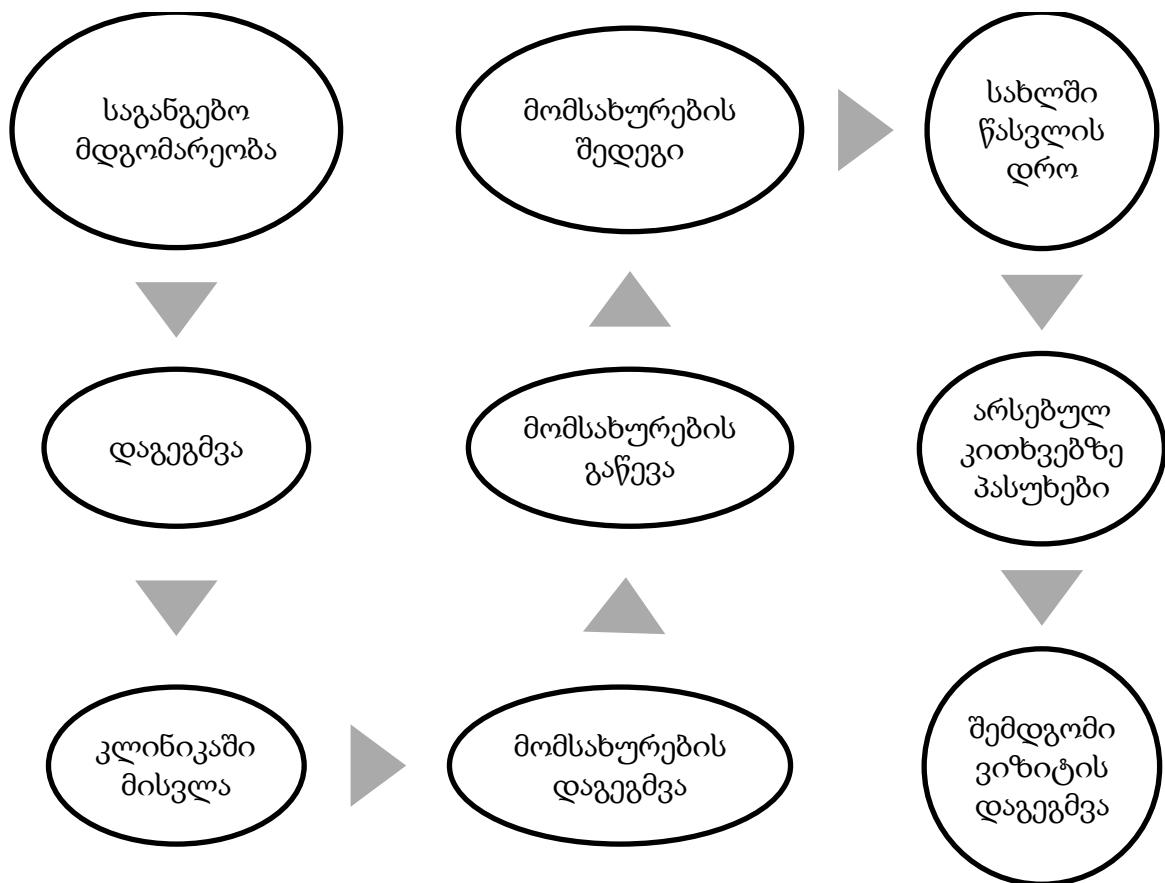 საგანგებო
მდგომარეობა
დაგეგმვა
კლინიკაში
მისვლა
მომსახურების
დაგეგმვა
მომსახურების
გაწევა
მომსახურების
შედეგი
სახლში
წასვლის
დრო
არსებულ
კითხვებზე
პასუხები
შემდგომი
ვიზიტის
დაგეგმვა